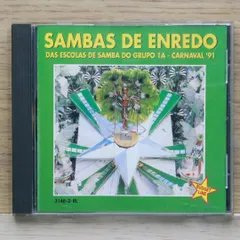 SAMBAS DE ENREDO
DAS ESCOLAS DE SAMBA DO GRUPO 1A - CARNAVAL '91